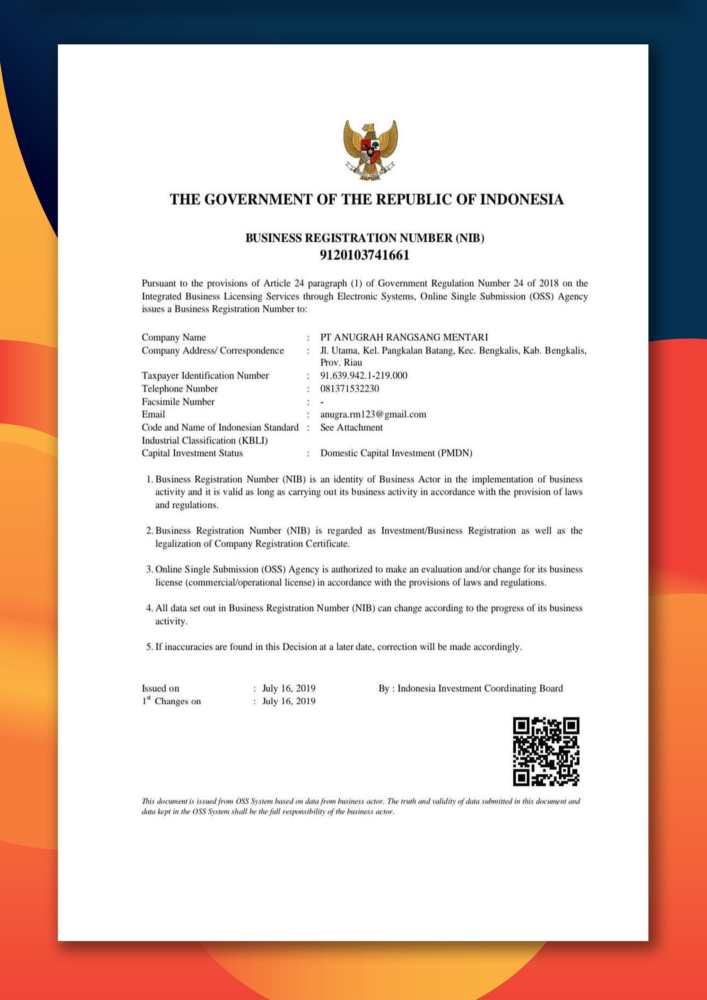 THE GOVERNMENT OF THE REPUBLIC OF INDONESIA
BUSINESS REGISTRATION NUMBER (NIB)
9120103741661
Pursuant to the provisions of Article 24 paragraph (1) of Government Regulation Number 24 of 2018 on the
Integrated Business Licensing Services through Electronic Systems, Online Single Submission (OSS) Agency
issues a Business Registration Number to:
Company Name : PT ANUGRAH RANGSANG MENTARI
Company Address/ Correspondence : Jl. Utama, Kel. Pangkalan Batang, Kec. Bengkalis, Kab. Bengkalis,
Prov. Riau
Taxpayer Identification Number : 91.639.942.1-219.000
Telephone Number : 081371532230
Facsimile Number : -
Email : anugra.rm123@gmail.com
Code and Name of Indonesian Standard : See Attachment
Industrial Classification (KBLI)
Capital Investment Status : Domestic Capital Investment (PMDN)
1. Business Registration Number (NIB) is an identity of Business Actor in the implementation of business
activity and it is valid as long as carrying out its business activity in accordance with the provision of laws
and regulations.
2. Business Registration Number (NIB) is regarded as Investment/Business Registration as well as the
legalization of Company Registration Certificate.
3. Online Single Submission (OSS) Agency is authorized to make an evaluation and/or change for its business
license (commercial/operational license) in accordance with the provisions of laws and regulations.
4. All data set out in Business Registration Number (NIB) can change according to the progress of its business
activity.
5. If inaccuracies are found in this Decision at a later date, correction will be made accordingly.
Issued on : July 16, 2019 By : Indonesia Investment Coordinating Board
1st Changes on : July 16, 2019
This document is issued from OSS System based on data from business actor. The truth and validity of data submitted in this document and
data kept in the OSS System shall be the full responsibility of the business actor.